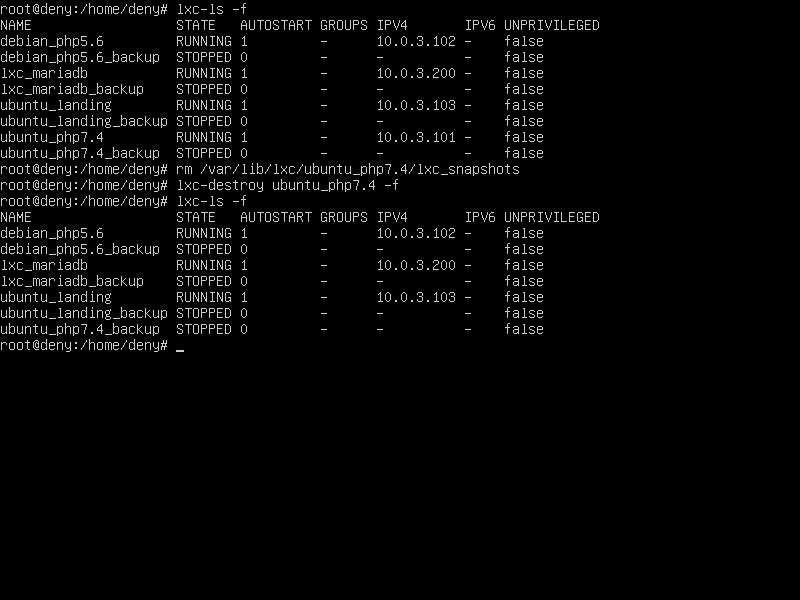 root@deny:/home/deny# lxc-ls -f
NAME                  STATE   AUTOSTART GROUPS IPV4       IPV6 UNPRIVILEGED
debian_php5.6         RUNNING 1         -      10.0.3.102 -    false
debian_php5.6_backup  STOPPED 0         -      -          -    false
lxc_mariadb           RUNNING 1         -      10.0.3.200 -    false
lxc_mariadb_backup    STOPPED 0         -      -          -    false
ubuntu_landing        RUNNING 1         -      10.0.3.103 -    false
ubuntu_landing_backup STOPPED 0         -      -          -    false
ubuntu_php7.4         RUNNING 1         -      10.0.3.101 -    false
ubuntu_php7.4_backup  STOPPED 0         -      -          -    false
root@deny:/home/deny# rm /var/lib/lxc/ubuntu_php7.4/lxc_snapshots
root@deny:/home/deny# lxc-destroy ubuntu_php7.4 -f
root@deny:/home/deny# lxc-ls -f
NAME                  STATE   AUTOSTART GROUPS IPV4       IPV6 UNPRIVILEGED
debian_php5.6         RUNNING 1         -      10.0.3.102 -    false
debian_php5.6_backup  STOPPED 0         -      -          -    false
lxc_mariadb           RUNNING 1         -      10.0.3.200 -    false
lxc_mariadb_backup    STOPPED 0         -      -          -    false
ubuntu_landing        RUNNING 1         -      10.0.3.103 -    false
ubuntu_landing_backup STOPPED 0         -      -          -    false
ubuntu_php7.4_backup  STOPPED 0         -      -          -    false
root@deny:/home/deny# _